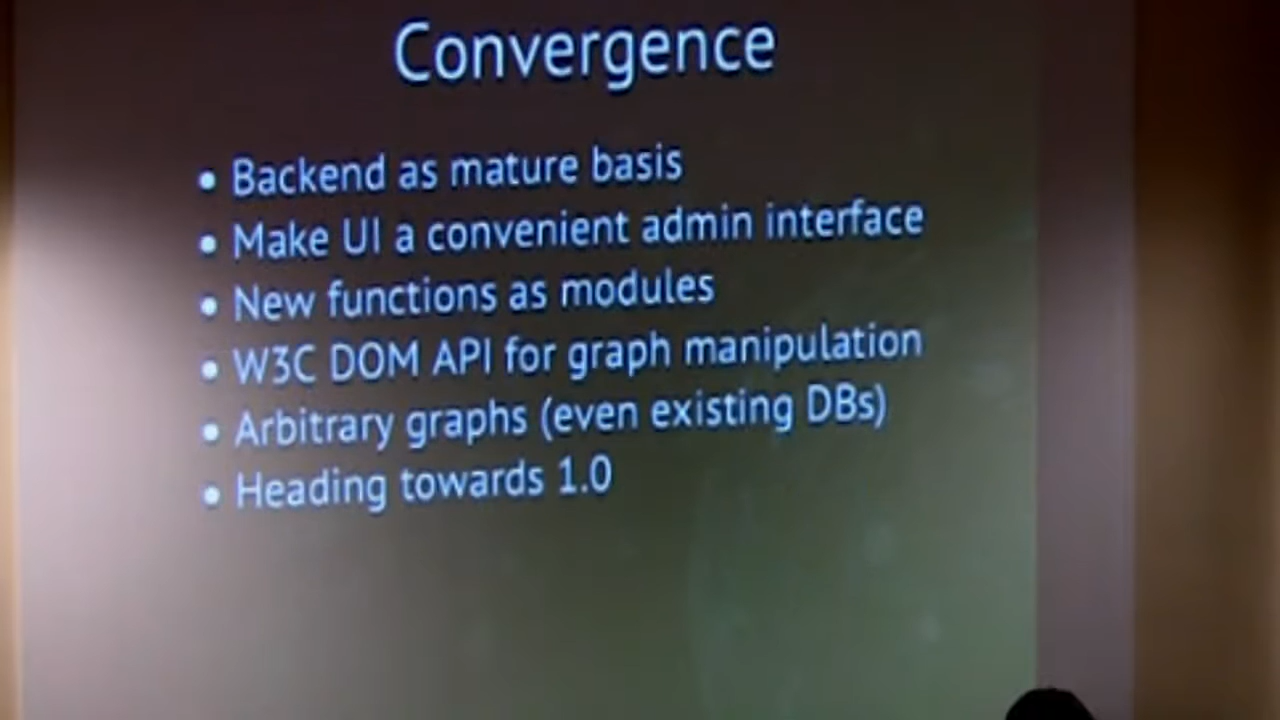 Convergence
• Backend as mature basis
• Make UI a convenient admin interface
• New functions as modules
• W3C DOM API for graph manipulation
• Arbitrary graphs (even existing DBs)
• Heading towards 1.0